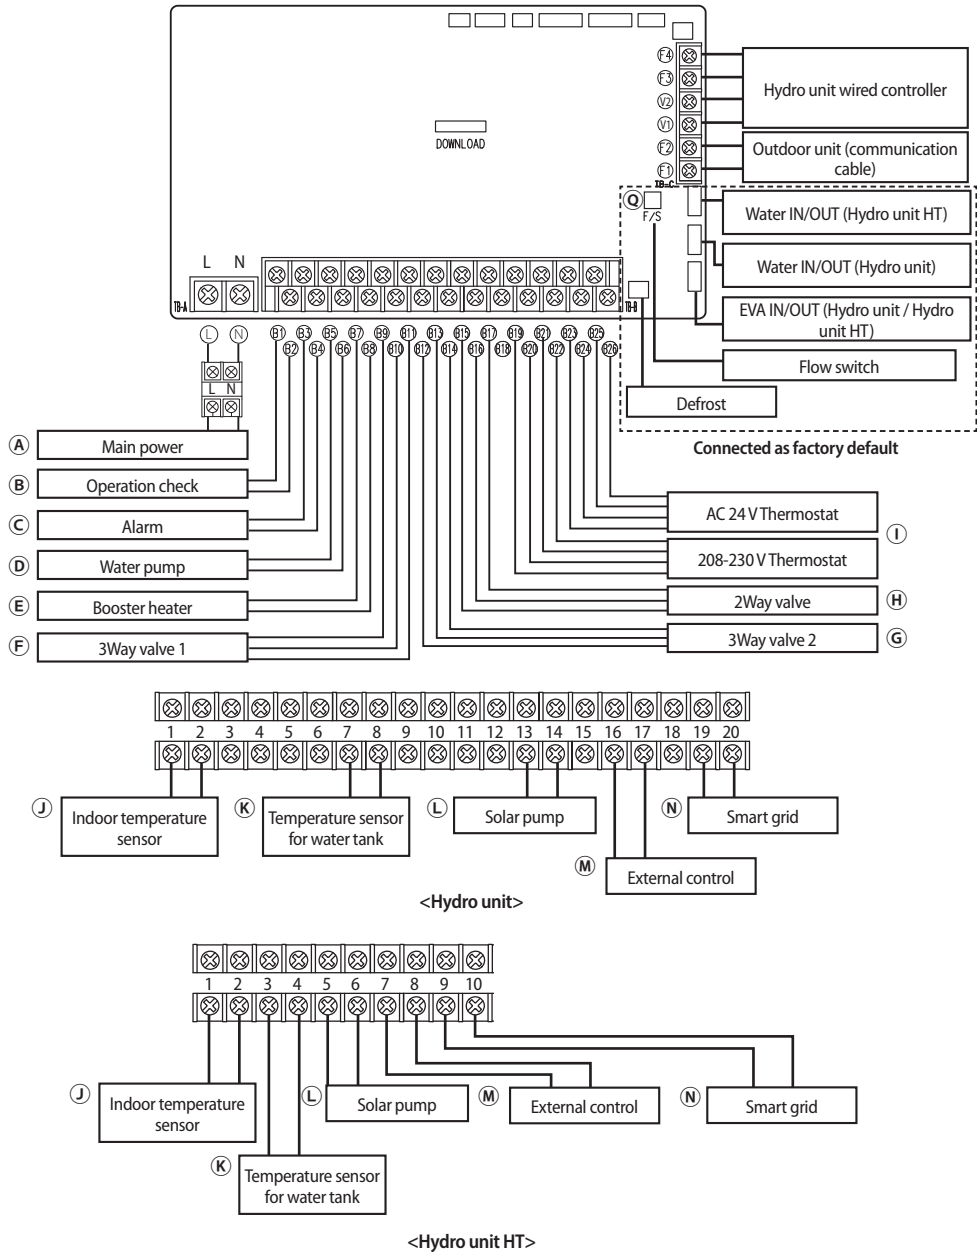 DOWNLOAD
F4
F3
V2
V1
F2
F1
TB-C
Hydro unit wired controller
Outdoor unit (communication
cable)
Q
F/S
Water IN/OUT (Hydro unit HT)
Water IN/OUT (Hydro unit)
EVA IN/OUT (Hydro unit / Hydro
unit HT)
Flow switch
Defrost
Connected as factory default
L N
TB-A
TB-B
L N
B1 B3 B5 B7 B9 B11 B13 B15 B17 B19 B21 B23 B25
B2 B4 B6 B8 B10 B12 B14 B16 B18 B20 B22 B24 B26
L N
A Main power
B Operation check
C Alarm
D Water pump
E Booster heater
F 3Way valve 1
AC 24 V Thermostat
I
208-230 V Thermostat
2Way valve H
3Way valve 2 G
1 2 3 4 5 6 7 8 9 10 11 12 13 14 15 16 17 18 19 20
J Indoor temperature
sensor
K Temperature sensor
for water tank
L Solar pump
N Smart grid
M External control
<Hydro unit>
1 2 3 4 5 6 7 8 9 10
J Indoor temperature
sensor
L Solar pump
M External control
N Smart grid
K Temperature sensor
for water tank
<Hydro unit HT>